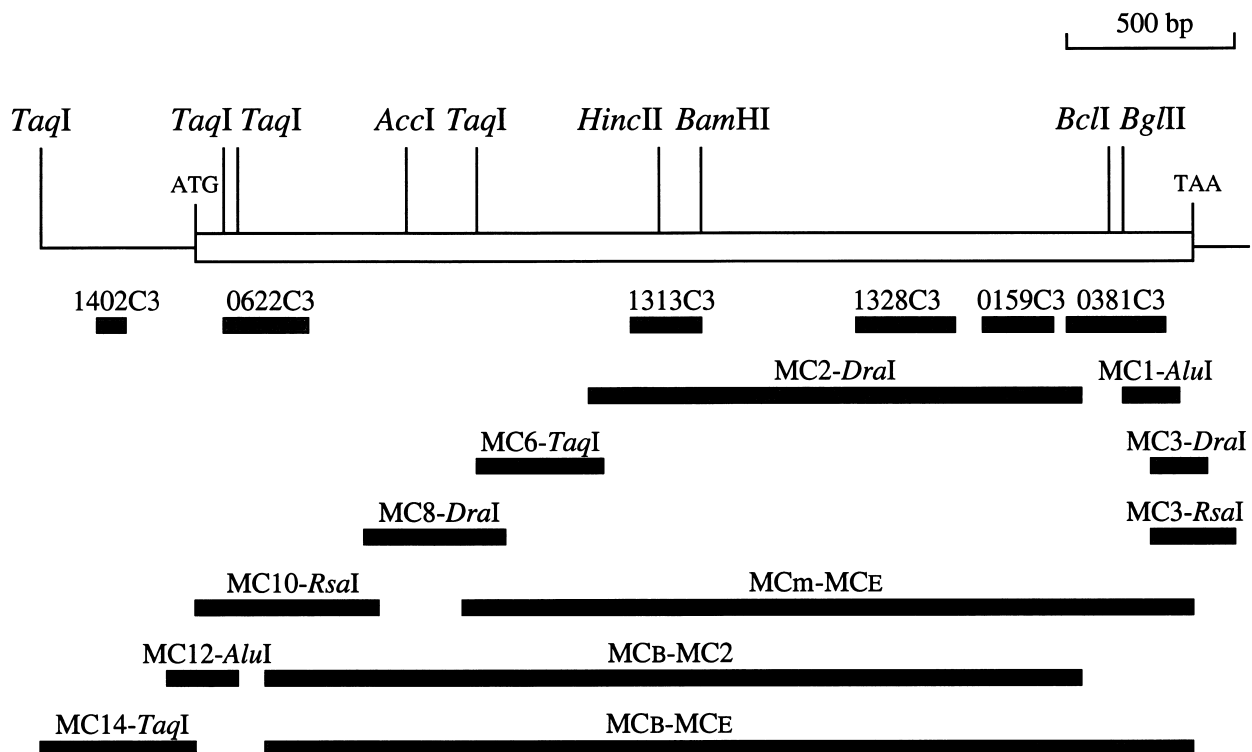 500 bp
TaqI TaqI TaqI AccI TaqI HincII BamHI BclI BglII
ATG TAA
1402C3 0622C3 1313C3 1328C3 0159C3 0381C3
MC2-DraI MC1-AluI
MC6-TaqI MC3-DraI
MC8-DraI MC3-RsaI
MC10-RsaI MCm-MCE
MC12-AluI MCB-MC2
MC14-TaqI MCB-MCE